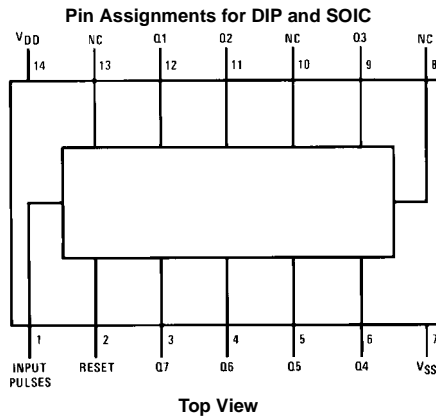 Pin Assignments for DIP and SOIC
VDD NC Q1 Q2 NC Q3 NC
14 13 12 11 10 9 8
1 2 3 4 5 6 7
INPUT PULSES RESET Q7 Q6 Q5 Q4 VSS
Top View